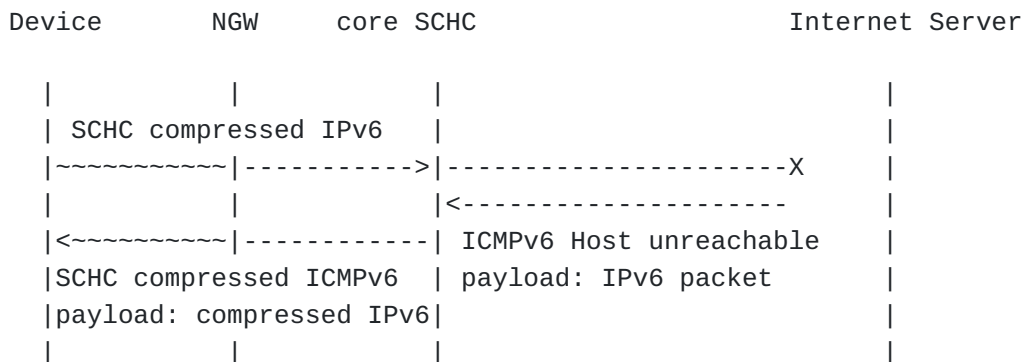 Device NGW core SCHC Internet Server
| | | |
| SCHC compressed IPv6 | |
|~~~~~~~~~~~|----------->|----------------------X |
| | |<---------------------- |
|<~~~~~~~~~~|------------| ICMPv6 Host unreachable |
|SCHC compressed ICMPv6 | payload: IPv6 packet |
|payload: compressed IPv6| |
| | | |